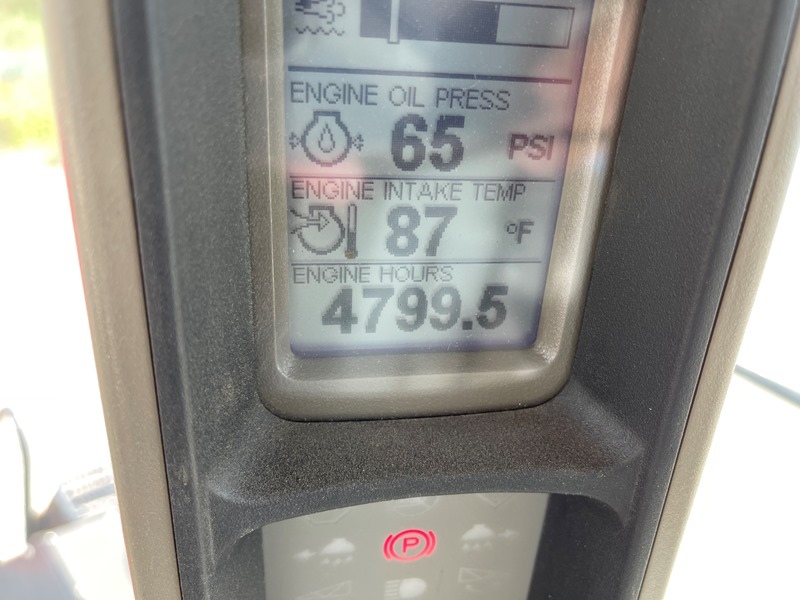 ENGINE OIL PRESS
65 PSI
ENGINE INTAKE TEMP
87 °F
ENGINE HOURS
4799.5
P